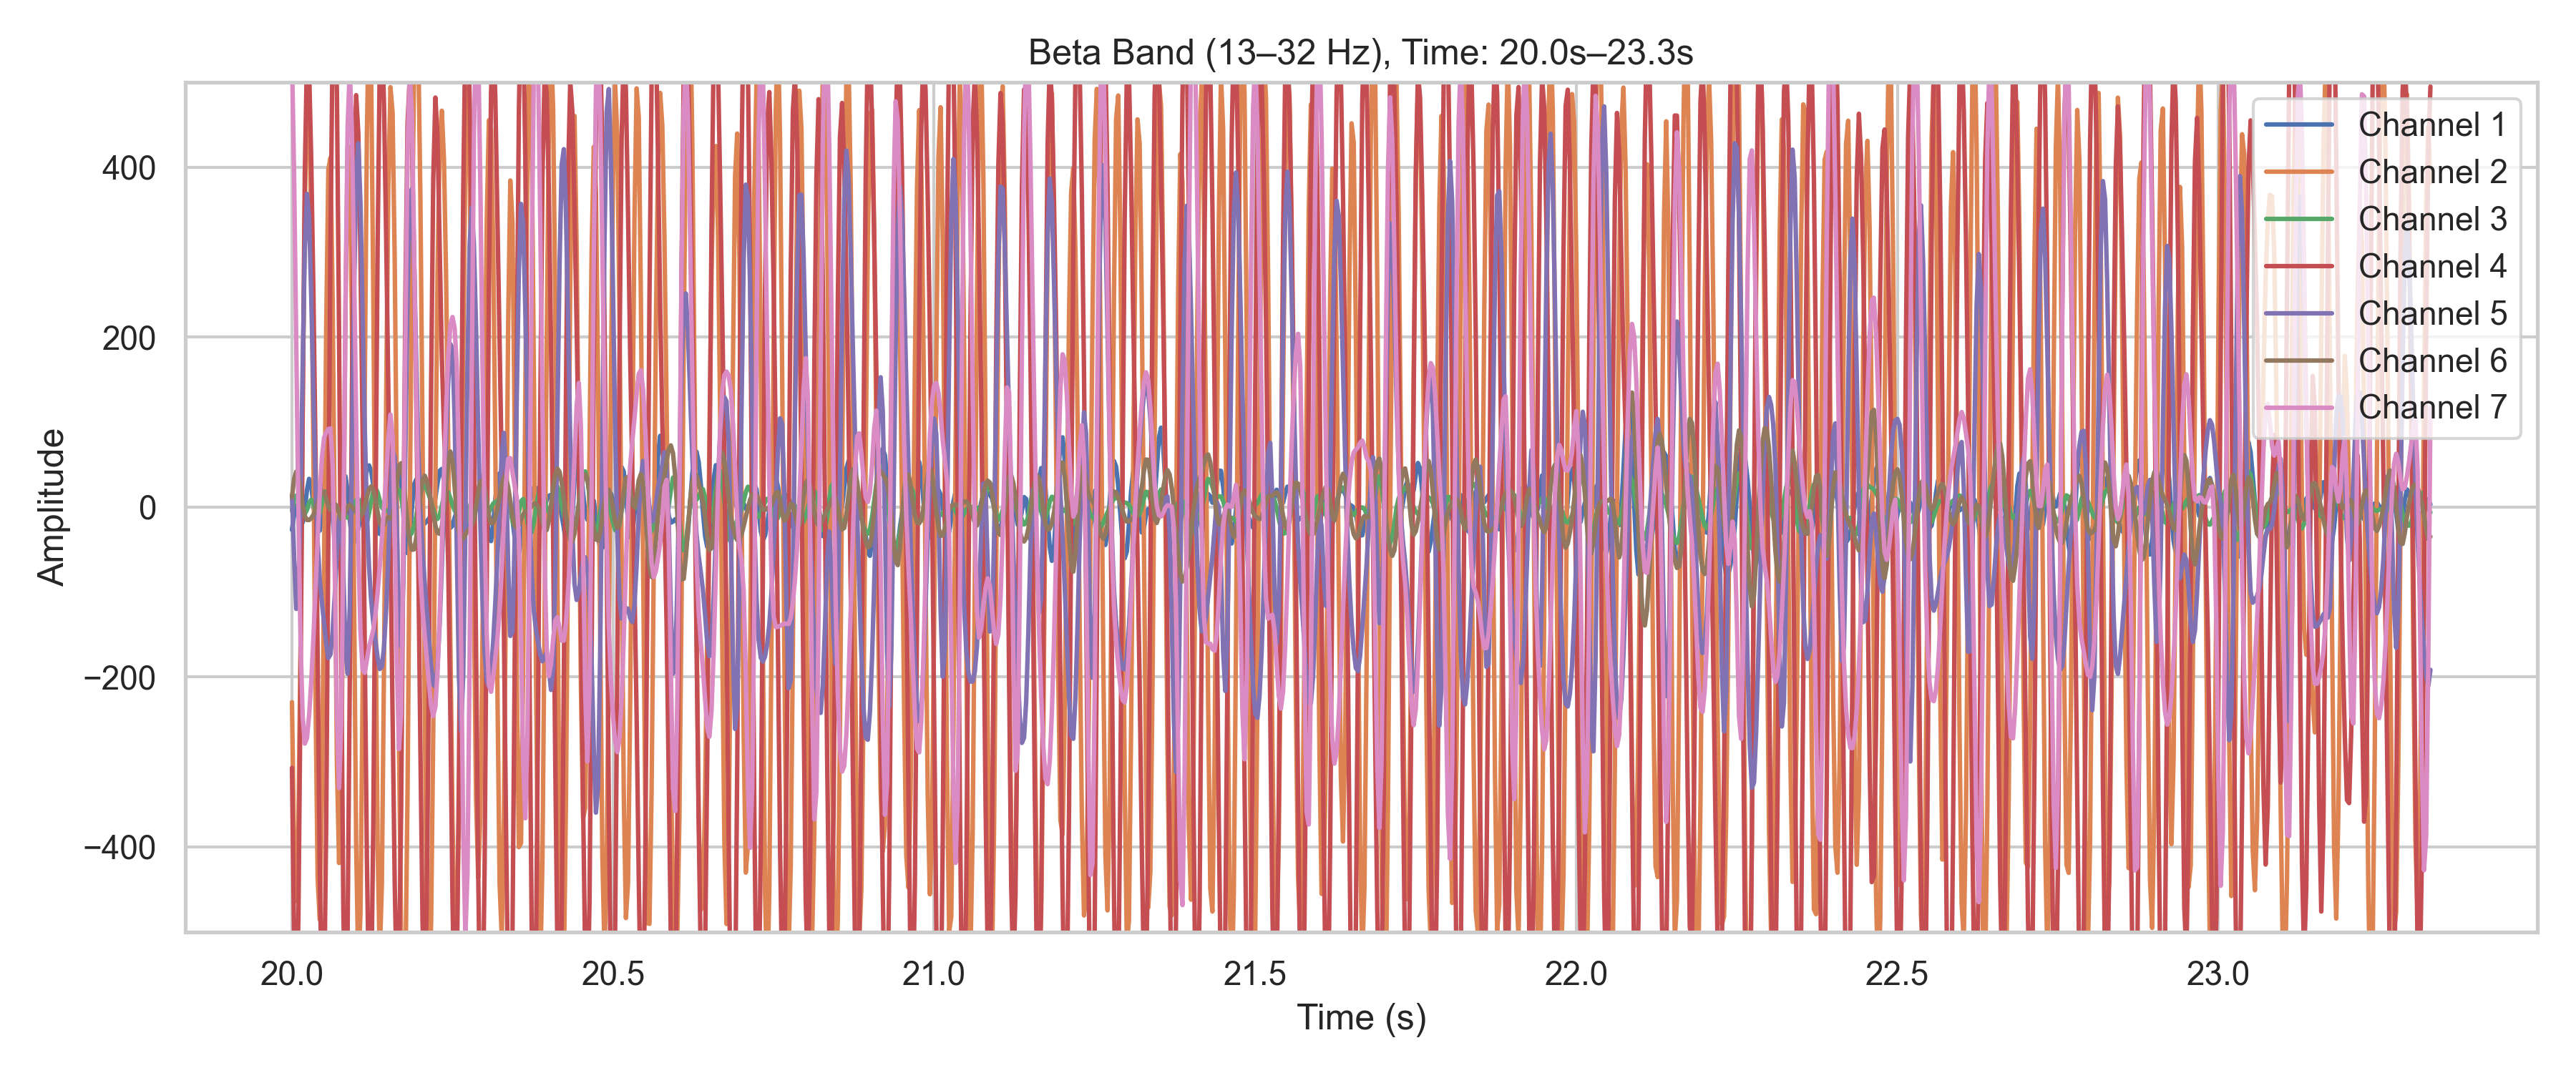 Beta Band (13–32 Hz), Time: 20.0s–23.3s
Channel 1
Channel 2
Channel 3
Channel 4
Channel 5
Channel 6
Channel 7
Amplitude
400
200
0
−200
−400
20.0 20.5 21.0 21.5 22.0 22.5 23.0
Time (s)